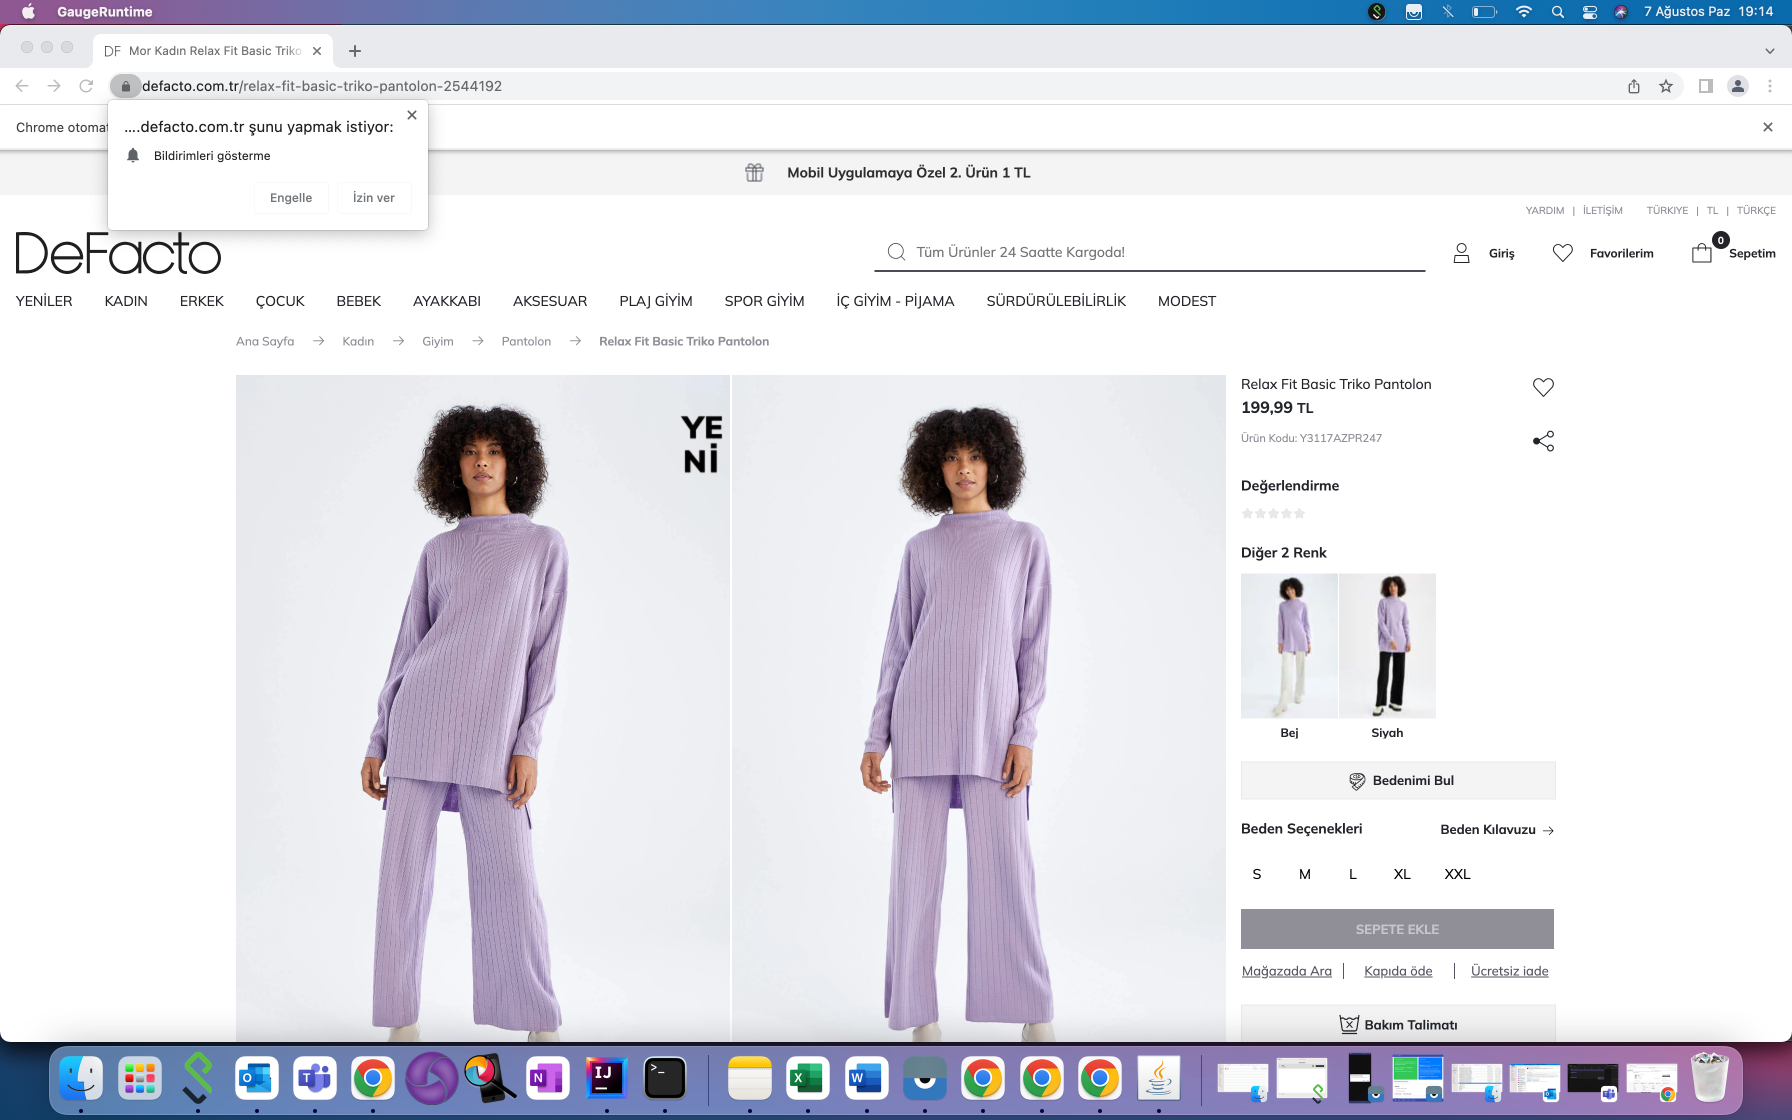 GaugeRuntime
7 Ağustos Paz 19:14
DF Mor Kadın Relax Fit Basic Triko
defacto.com.tr/relax-fit-basic-triko-pantolon-2544192
Chrome otomat
....defacto.com.tr şunu yapmak istiyor:
Bildirimleri gösterme
Engelle
İzin ver
Mobil Uygulamaya Özel 2. Ürün 1 TL
YARDIM | İLETİŞİM TÜRKIYE | TL | TÜRKÇE
DeFacto
Tüm Ürünler 24 Saatte Kargoda!
Giriş
Favorilerim
0
Sepetim
YENİLER KADIN ERKEK ÇOCUK BEBEK AYAKKABI AKSESUAR PLAJ GİYİM SPOR GİYİM İÇ GİYİM - PİJAMA SÜRDÜRÜLEBİLİRLİK MODEST
Ana Sayfa Kadın Giyim Pantolon Relax Fit Basic Triko Pantolon
YE
Nİ
Relax Fit Basic Triko Pantolon
199,99 TL
Ürün Kodu: Y3117AZPR247
Değerlendirme
Diğer 2 Renk
Bej
Siyah
Bedenimi Bul
Beden Seçenekleri
Beden Kılavuzu
S M L XL XXL
SEPETE EKLE
Mağazada Ara | Kapıda öde | Ücretsiz iade
Bakım Talimatı